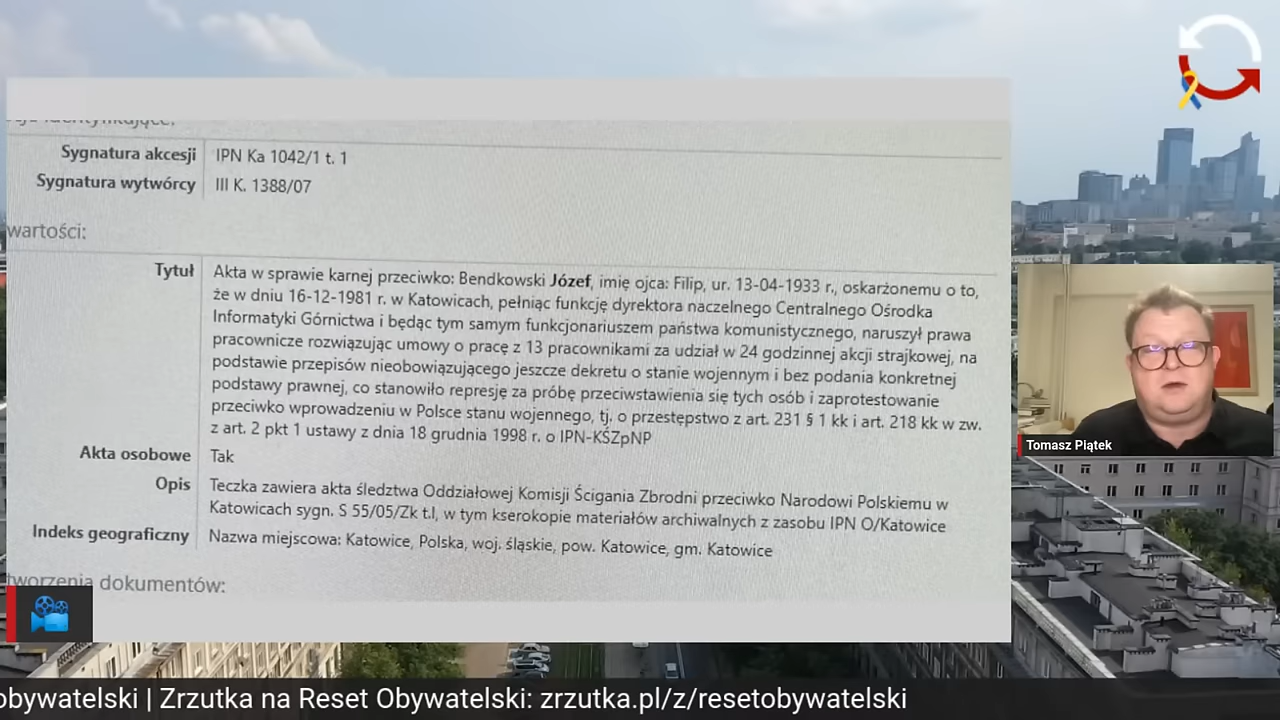 Sygnatura akcesji IPN Ka 1042/1 t. 1
Sygnatura wytwórcy III K. 1388/07
wartości:
Tytuł Akta w sprawie karnej przeciwko: Bendkowski Józef, imię ojca: Filip, ur. 13-04-1933 r., oskarżonemu o to,
że w dniu 16-12-1981 r. w Katowicach, pełniąc funkcję dyrektora naczelnego Centralnego Ośrodka
Informatyki Górnictwa i będąc tym samym funkcjonariuszem państwa komunistycznego, naruszył prawa
pracownicze rozwiązując umowy o pracę z 13 pracownikami za udział w 24 godzinnej akcji strajkowej, na
podstawie przepisów nieobowiązującego jeszcze dekretu o stanie wojennym i bez podania konkretnej
podstawy prawnej, co stanowiło represję za próbę przeciwstawienia się tych osób i zaprotestowanie
przeciwko wprowadzeniu w Polsce stanu wojennego, tj. o przestępstwo z art. 231 § 1 kk i art. 218 kk w zw.
z art. 2 pkt 1 ustawy z dnia 18 grudnia 1998 r. o IPN-KŚZpNP
Akta osobowe Tak
Opis Teczka zawiera akta śledztwa Oddziałowej Komisji Ścigania Zbrodni przeciwko Narodowi Polskiemu w
Katowicach sygn. S 55/05/Zk t.I, w tym kserokopie materiałów archiwalnych z zasobu IPN O/Katowice
Indeks geograficzny Nazwa miejscowa: Katowice, Polska, woj. śląskie, pow. Katowice, gm. Katowice
tworzenia dokumentów:
Tomasz Piątek
obywatelski | Zrzutka na Reset Obywatelski: zrzutka.pl/z/resetobywatelski